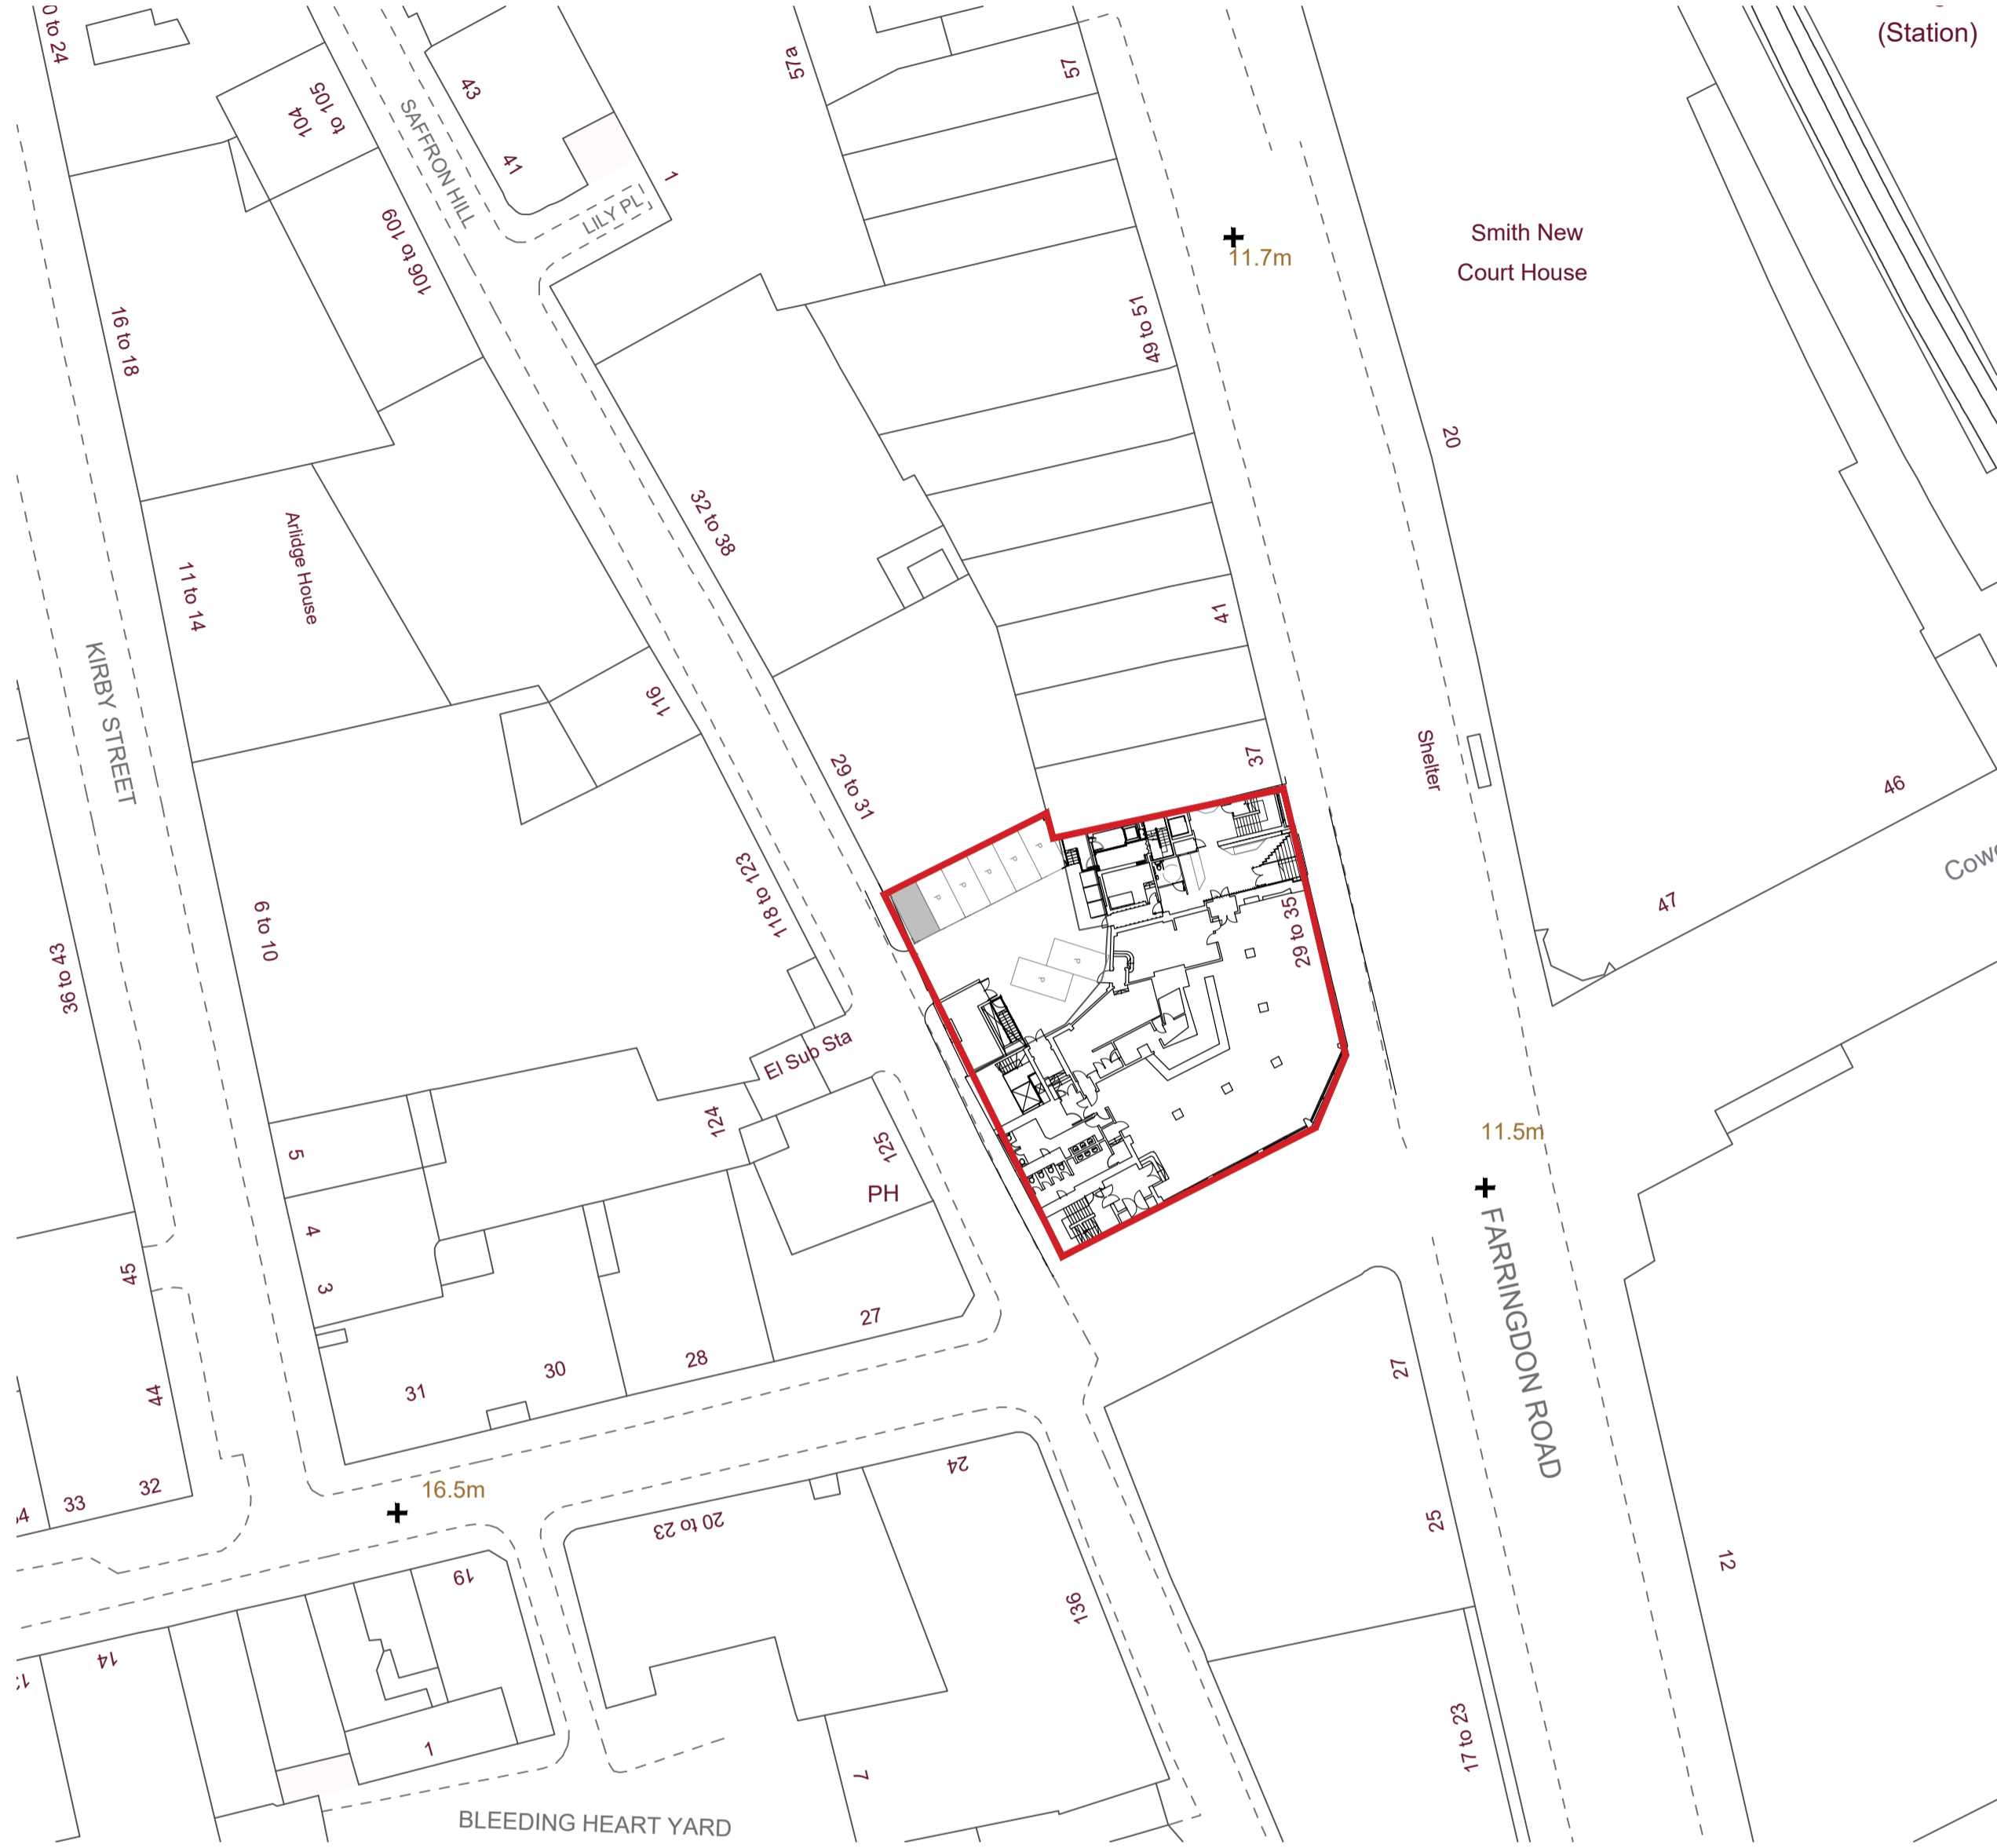 0 to 24
104
to 105
SAFFRON HILL
43
41
57a
57
(Station)
1
LILY PL
106 to 109
Smith New
Court House
11.7m
16 to 18
49 to 51
20
Arlidge House
32 to 38
11 to 14
41
KIRBY STREET
116
37
Shelter
29 to 31
46
47
118 to 123
9 to 10
P
P
P
P
P
P
P
29 to 35
36 to 43
El Sub Sta
124
125
PH
5
4
3
11.5m
FARRINGDON ROAD
45
44
27
28
30
31
27
25
24
20 to 23
16.5m
33
32
19
136
12
14
1
7
17 to 23
BLEEDING HEART YARD